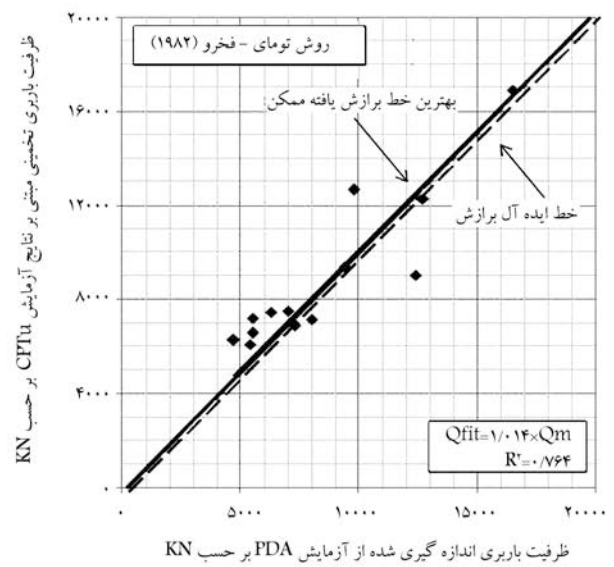 روش تومای - فخرو (۱۹۸۲)
بهترین خط برازش یافته ممکن:
خط ایده آل برازش
Qfit=۱/۰۱۴×Qm
R²=۰/۷۶۴
۲۰۰۰۰
۱۶۰۰۰
۱۲۰۰۰
۸۰۰۰
۴۰۰۰
۰
۰ ۵۰۰۰ ۱۰۰۰۰ ۱۵۰۰۰ ۲۰۰۰۰
ظرفیت باربری اندازه گیری شده از آزمایش PDA بر حسب KN
ظرفیت باربری تخمینی مبتنی بر نتایج آزمایش CPTu بر حسب KN